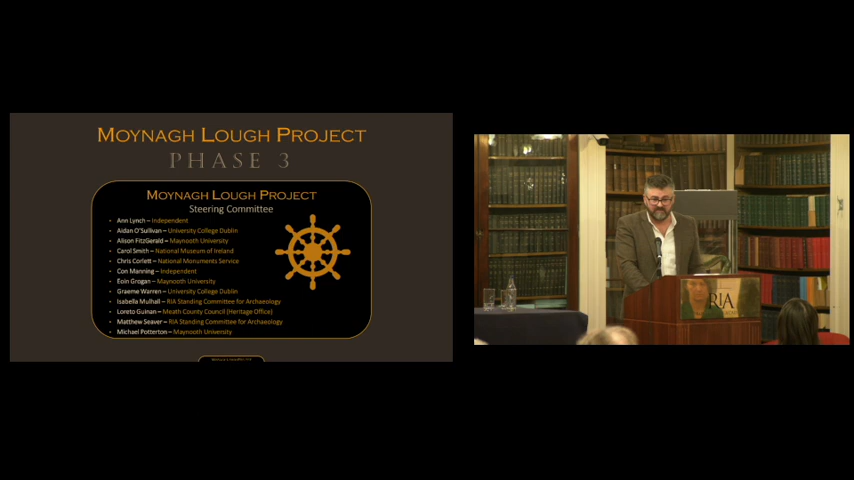 MOYNAGH LOUGH PROJECT
PHASE 3
MOYNAGH LOUGH PROJECT
Steering Committee
• Ann Lynch – Independent
• Aidan O'Sullivan – University College Dublin
• Alison FitzGerald – Maynooth University
• Carol Smith – National Museum of Ireland
• Chris Corlett – National Monuments Service
• Con Manning – Independent
• Eoin Grogan – Maynooth University
• Graeme Warren – University College Dublin
• Isabella Mulhall – RIA Standing Committee for Archaeology
• Loreto Guinan – Meath County Council (Heritage Office)
• Matthew Seaver – RIA Standing Committee for Archaeology
• Michael Potterton – Maynooth University
RIA